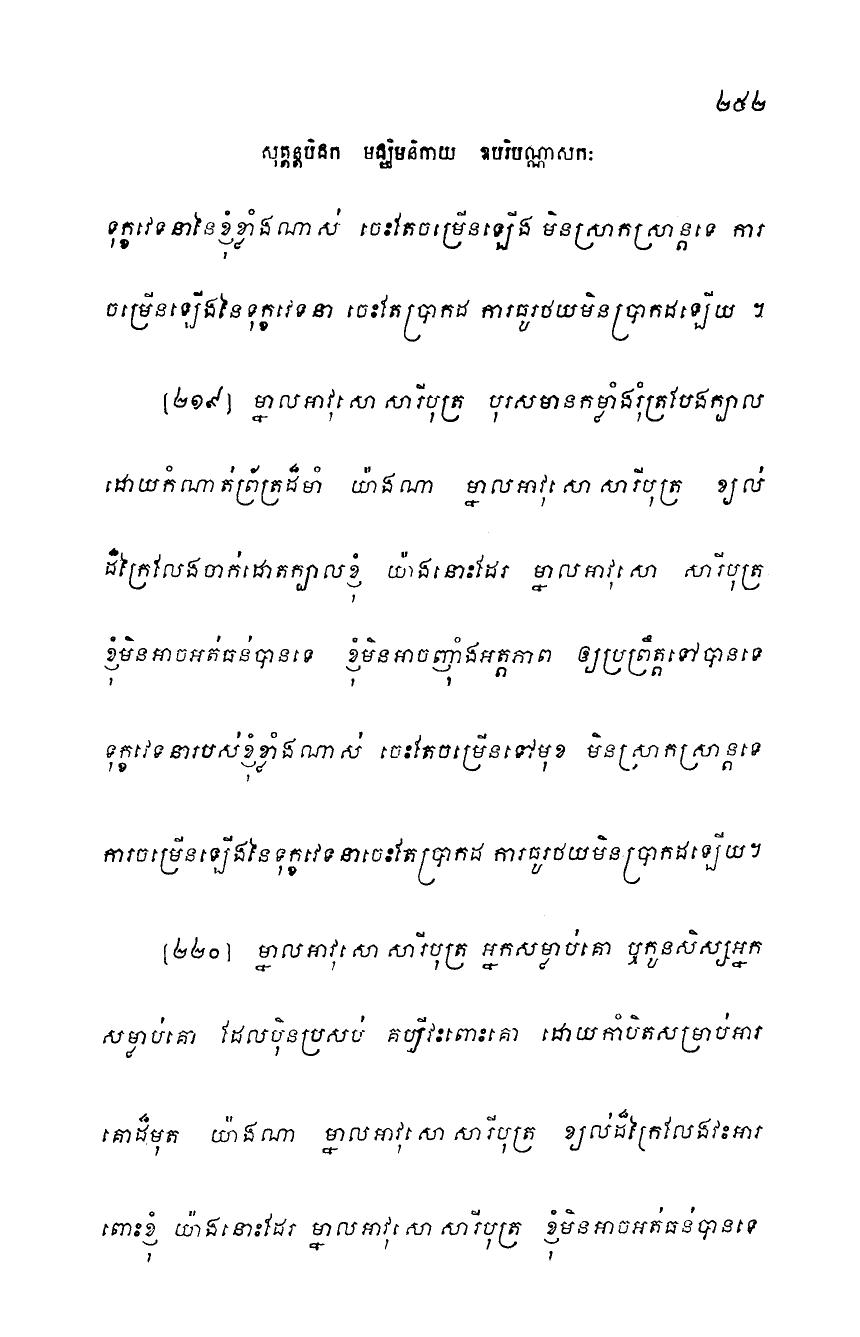 ២៥២
សុត្តន្តបិដក មជ្ឈិមនិកាយ ឧបរិបណ្ណាសកៈ
ទុក្ខវេទនានៃខ្ញុំខ្លាំងណាស់ ចេះតែចម្រើនឡើង មិនស្រាកស្រាន្តទេ ការ
ចម្រើនឡើងនៃទុក្ខវេទនា ចេះតែប្រាកដ ការធូរថយមិនប្រាកដឡើយ ។
[២១៩] ម្នាលអាវុសោ សារីបុត្រ បុរសមានកម្លាំងរុំត្របែងក្បាល
ដោយកំណាត់ព្រ័ត្រដ៏មាំ យ៉ាងណា ម្នាលអាវុសោ សារីបុត្រ ខ្យល់
ដ៏ក្រៃលែងចាក់ដោតក្បាលខ្ញុំ យ៉ាងនោះដែរ ម្នាលអាវុសោ សារីបុត្រ
ខ្ញុំមិនអាចអត់ធន់បានទេ ខ្ញុំមិនអាចញុំាងអត្តភាព ឲ្យប្រព្រឹត្តទៅបានទេ
ទុក្ខវេទនារបស់ខ្ញុំខ្លាំងណាស់ ចេះតែចម្រើនទៅមុខ មិនស្រាកស្រាន្តទេ
ការចម្រើនឡើងនៃទុក្ខវេទនាចេះតែប្រាកដ ការធូរថយមិនប្រាកដឡើយ។
[២២០] ម្នាលអាវុសោ សារីបុត្រ អ្នកសម្លាប់គោ ឬកូនសិស្សអ្នក
សម្លាប់គោ ដែលប៉ិនប្រសប់ គប្បីវះពោះគោ ដោយកាំបិតសម្រាប់អារ
គោដ៏មុត យ៉ាងណា ម្នាលអាវុសោ សារីបុត្រ ខ្យល់ដ៏ក្រៃលែងវះអារ
ពោះខ្ញុំ យ៉ាងនោះដែរ ម្នាលអាវុសោ សារីបុត្រ ខ្ញុំមិនអាចអត់ធន់បានទេ